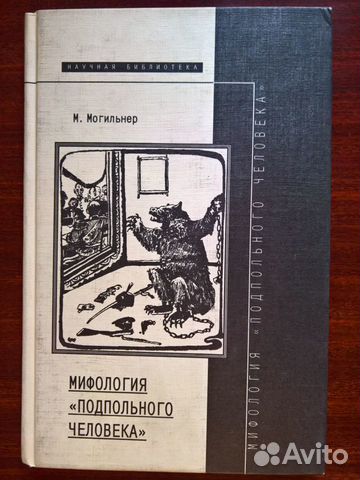 НАУЧНАЯ БИБЛИОТЕКА
М. Могильнер
МИФОЛОГИЯ
«ПОДПОЛЬНОГО
ЧЕЛОВЕКА»
МИФОЛОГИЯ «ПОДПОЛЬНОГО ЧЕЛОВЕКА»
Avito